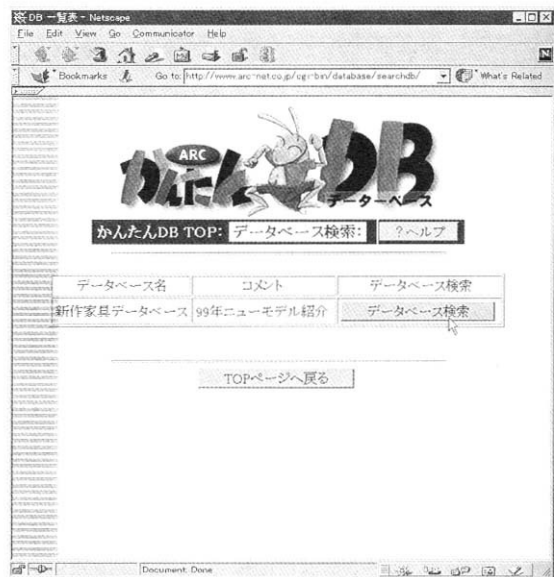 DB 一覧表 - Netscape
File Edit View Go Communicator Help
Bookmarks Go to: http://www.arc-net.co.jp/cgi-bin/database/searchdb/ What's Related
ARC
かんたんDB
データーベース
かんたんDB TOP: データベース検索: ?ヘルプ
データベース名 コメント データベース検索
新作家具データベース 99年ニューモデル紹介 データベース検索
TOPページへ戻る
Document: Done